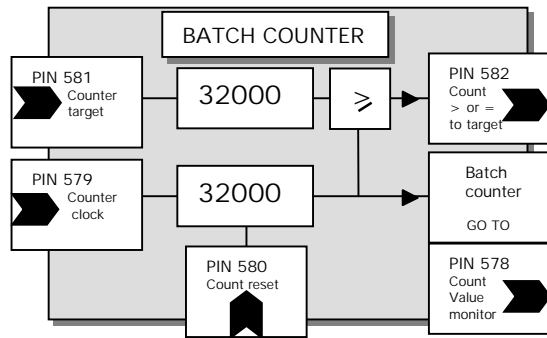 BATCH COUNTER
PIN 581
Counter
target
32000
≥
PIN 582
Count
> or =
to target
PIN 579
Counter
clock
32000
Batch
counter
GO TO
PIN 580
Count reset
PIN 578
Count
Value
monitor